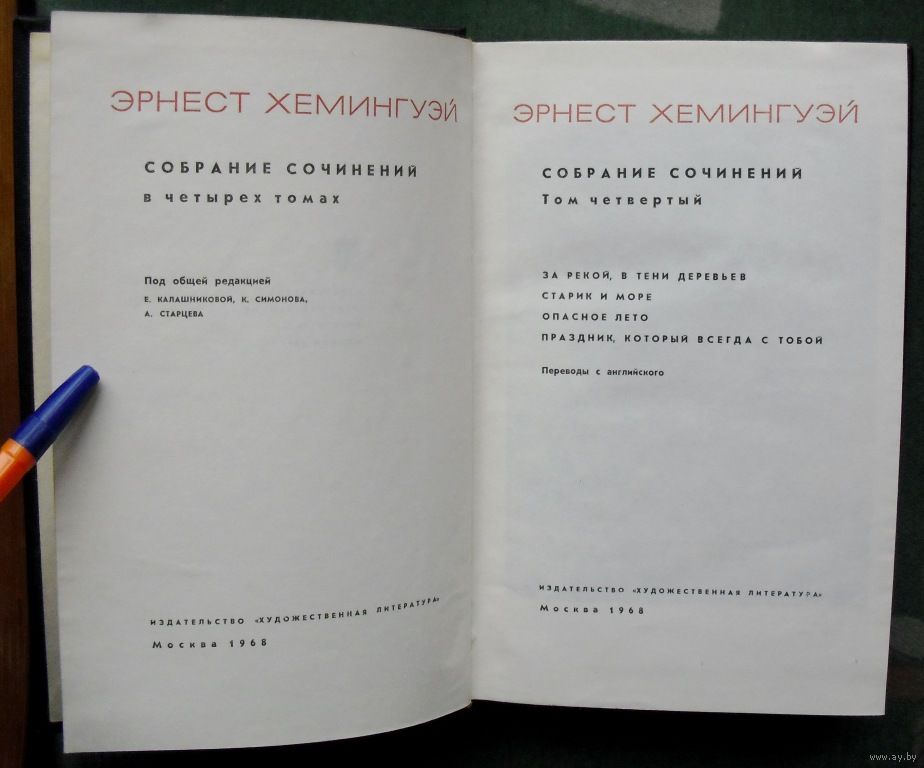 ЭРНЕСТ ХЕМИНГУЭЙ
СОБРАНИЕ СОЧИНЕНИЙ
в четырех томах
Под общей редакцией
Е. КАЛАШНИКОВОЙ, К. СИМОНОВА,
А. СТАРЦЕВА
ИЗДАТЕЛЬСТВО «ХУДОЖЕСТВЕННАЯ ЛИТЕРАТУРА»
Москва 1968
ЭРНЕСТ ХЕМИНГУЭЙ
СОБРАНИЕ СОЧИНЕНИЙ
Том четвертый
ЗА РЕКОЙ, В ТЕНИ ДЕРЕВЬЕВ
СТАРИК И МОРЕ
ОПАСНОЕ ЛЕТО
ПРАЗДНИК, КОТОРЫЙ ВСЕГДА С ТОБОЙ
Переводы с английского
ИЗДАТЕЛЬСТВО «ХУДОЖЕСТВЕННАЯ ЛИТЕРАТУРА»
Москва 1968
www.ay.by